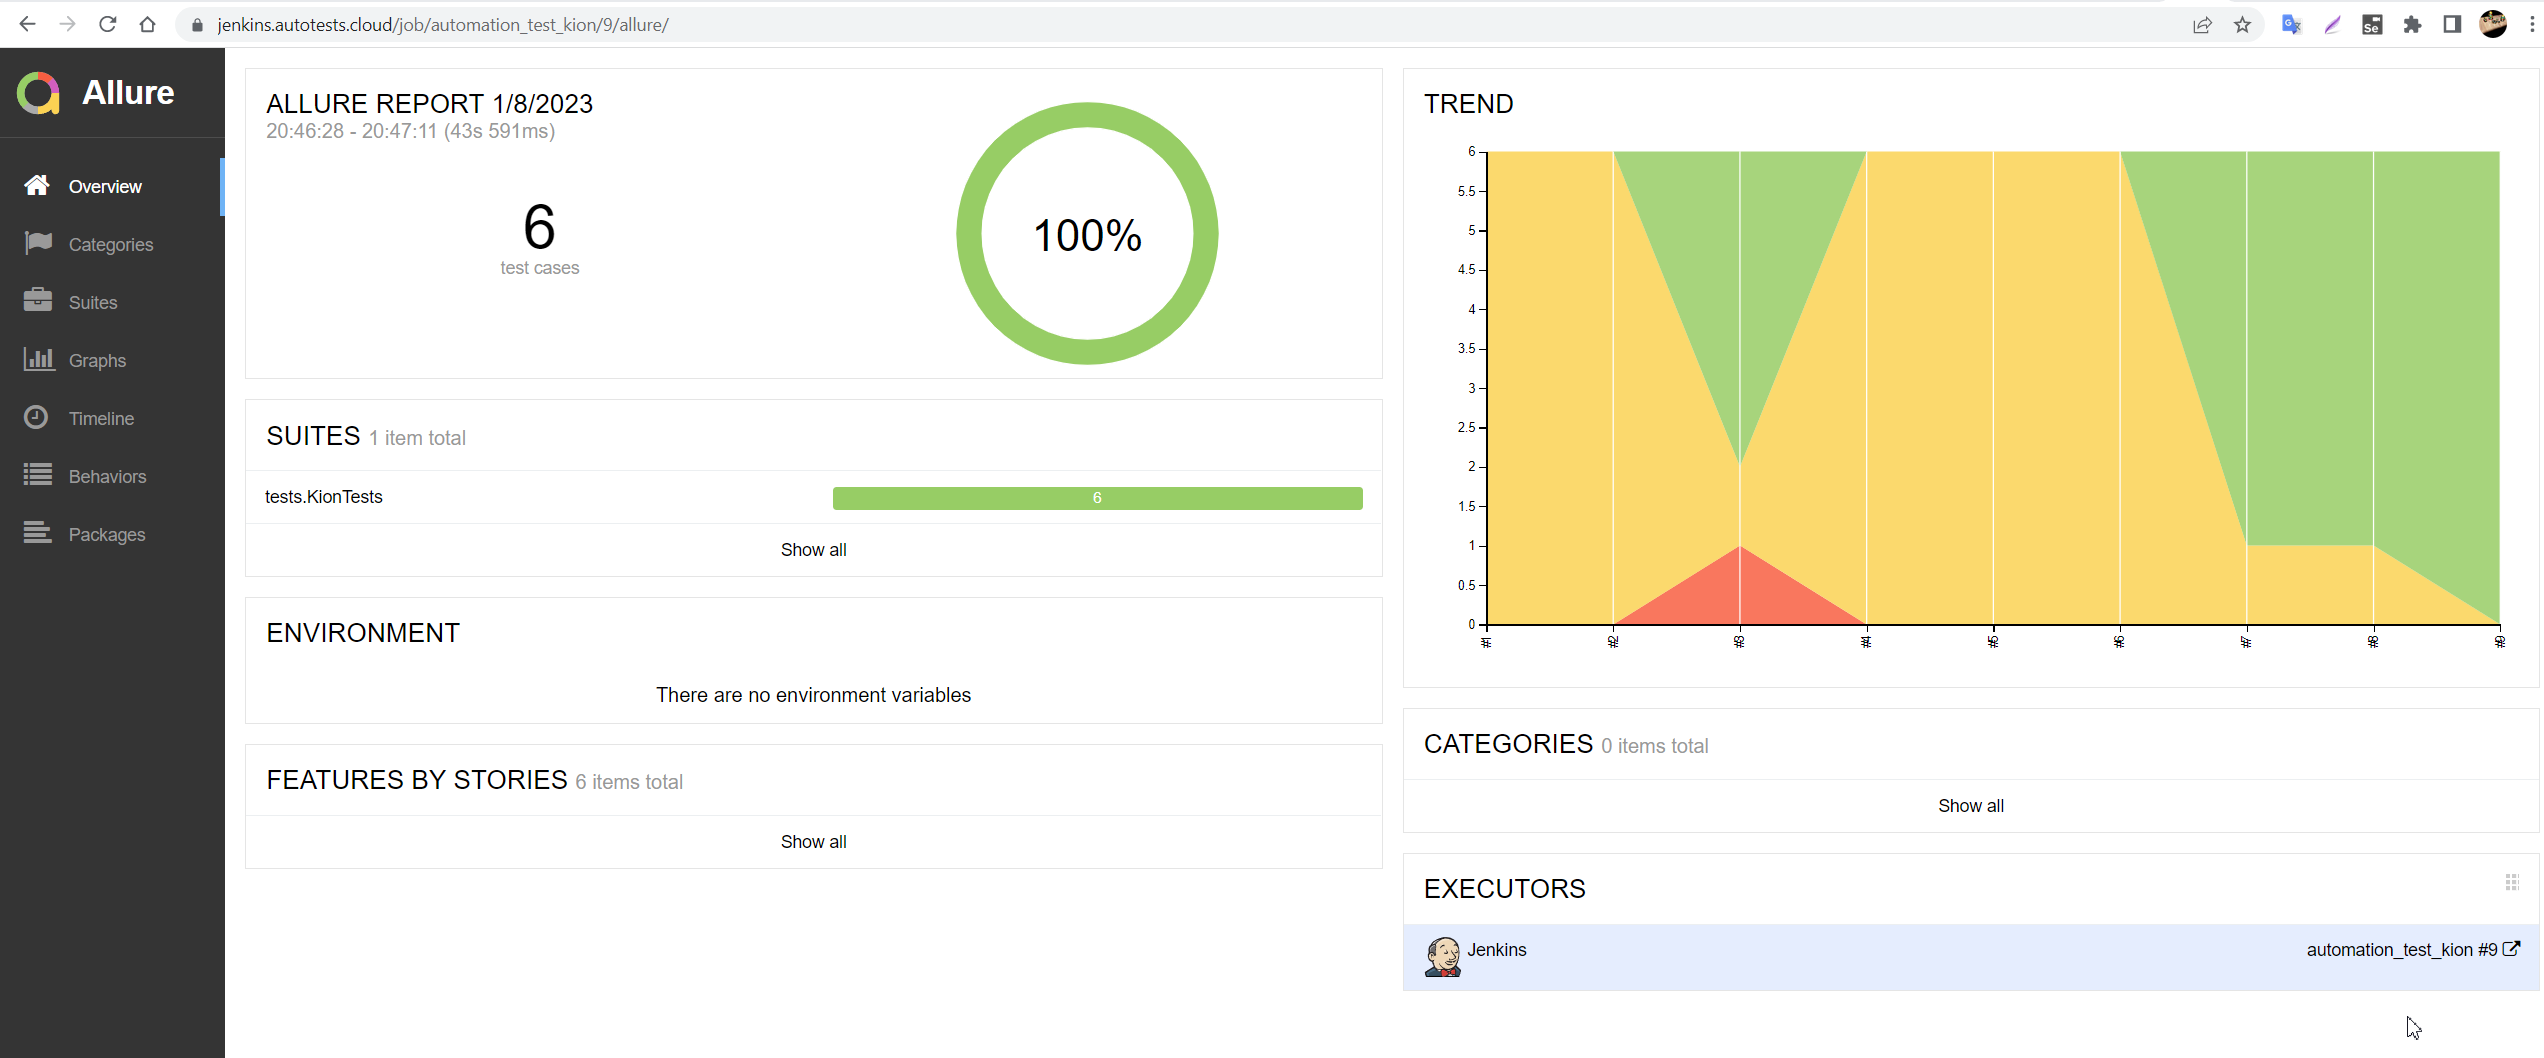 jenkins.autotests.cloud/job/automation_test_kion/9/allure/
Allure
Overview
Categories
Suites
Graphs
Timeline
Behaviors
Packages
ALLURE REPORT 1/8/2023
20:46:28 - 20:47:11 (43s 591ms)
6
test cases
100%
SUITES 1 item total
tests.KionTests
6
Show all
ENVIRONMENT
There are no environment variables
FEATURES BY STORIES 6 items total
Show all
TREND
6
5.5
5
4.5
4
3.5
3
2.5
2
1.5
1
0.5
0
#1
#2
#3
#4
#5
#6
#7
#8
#9
CATEGORIES 0 items total
Show all
EXECUTORS
Jenkins
automation_test_kion #9